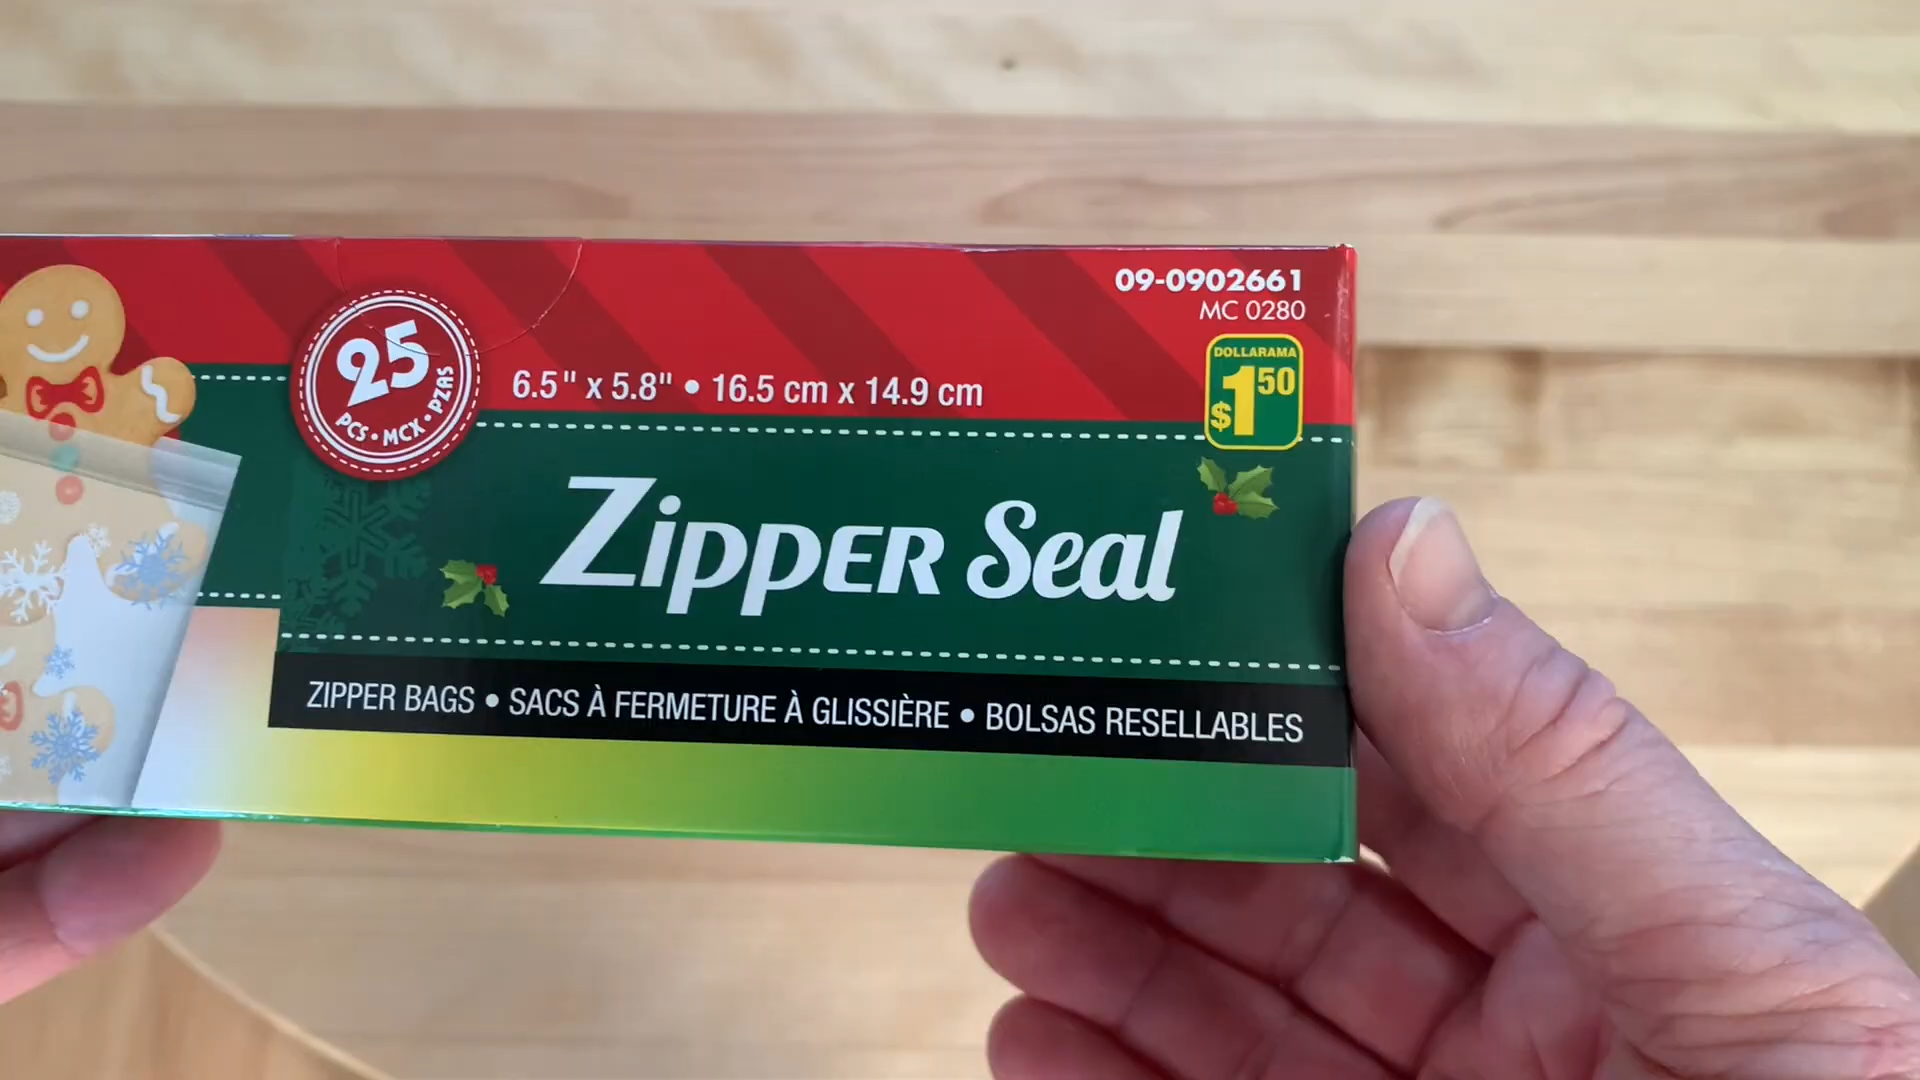 09-0902661
MC 0280
DOLLARAMA
$1.50
25
PCS • MCX • PZAS
6.5" x 5.8" • 16.5 cm x 14.9 cm
ZIPPER Seal
ZIPPER BAGS • SACS À FERMETURE À GLISSIÈRE • BOLSAS RESELLABLES